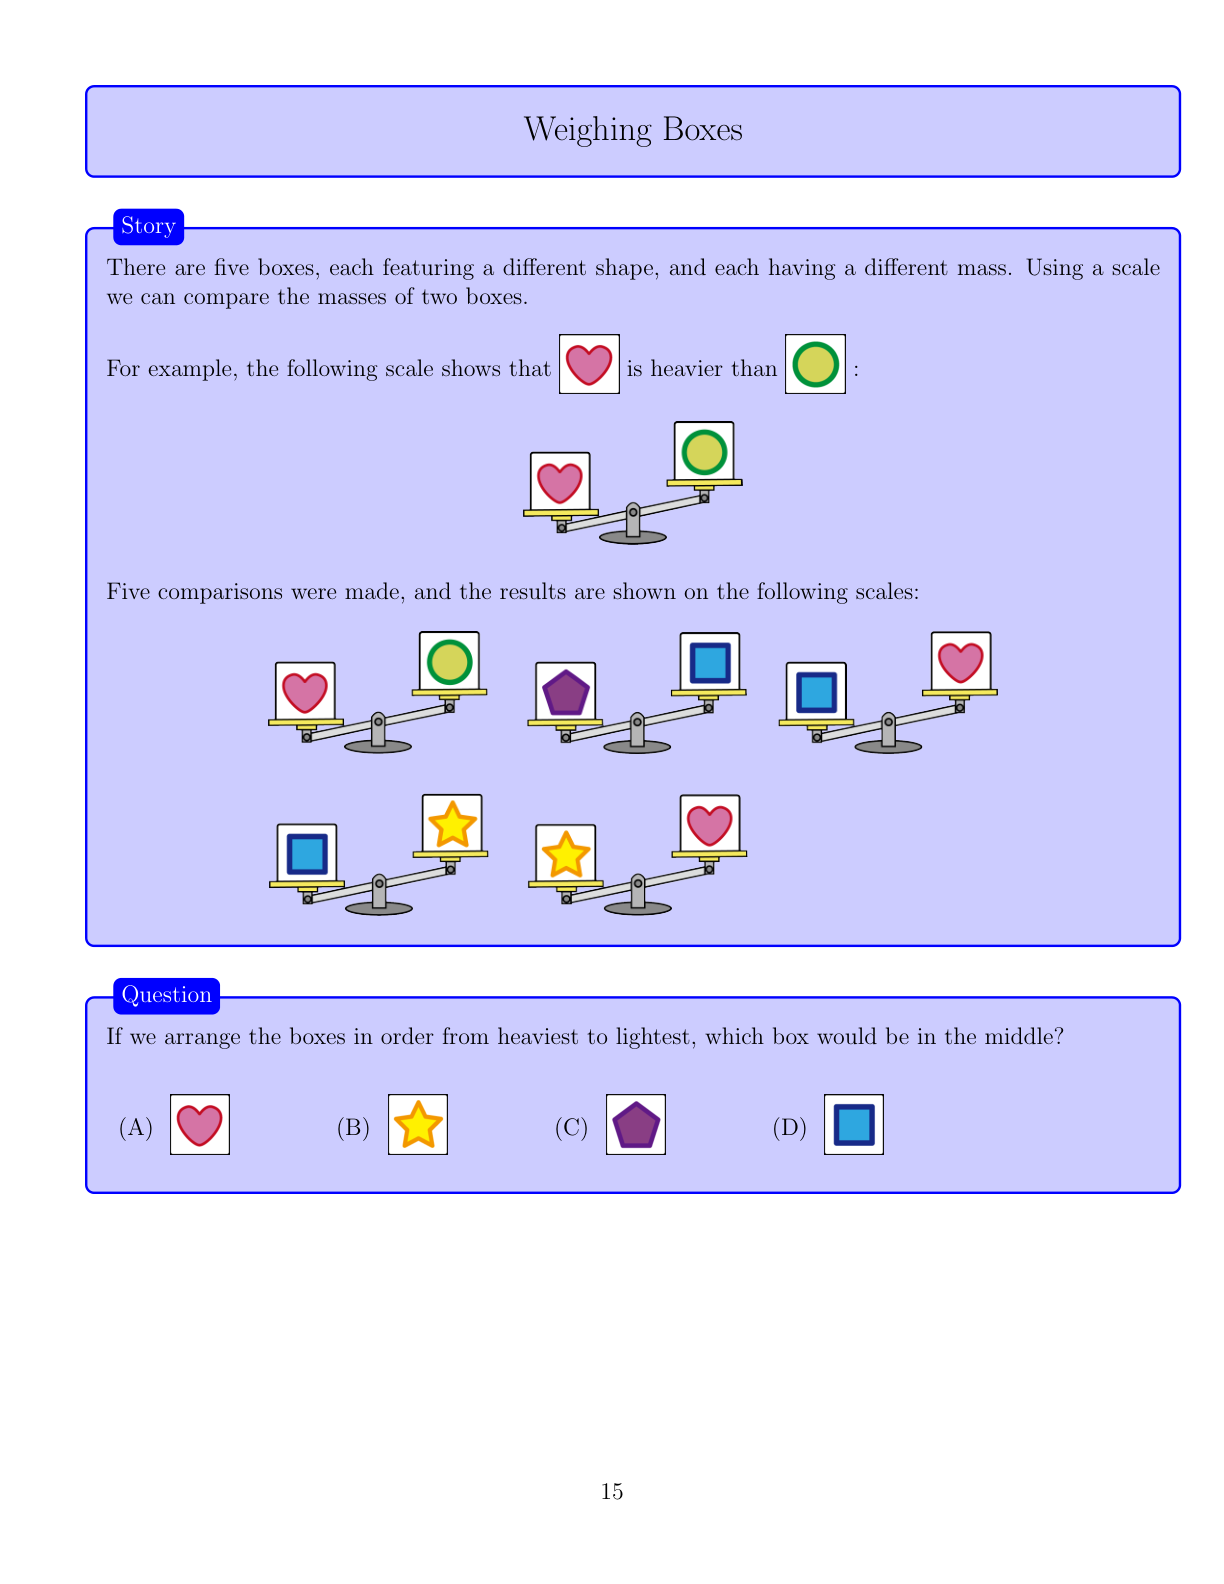 Weighing Boxes
Story
There are five boxes, each featuring a different shape, and each having a different mass. Using a scale
we can compare the masses of two boxes.
For example, the following scale shows that is heavier than :
Five comparisons were made, and the results are shown on the following scales:
Question
If we arrange the boxes in order from heaviest to lightest, which box would be in the middle?
(A) (B) (C) (D)
15